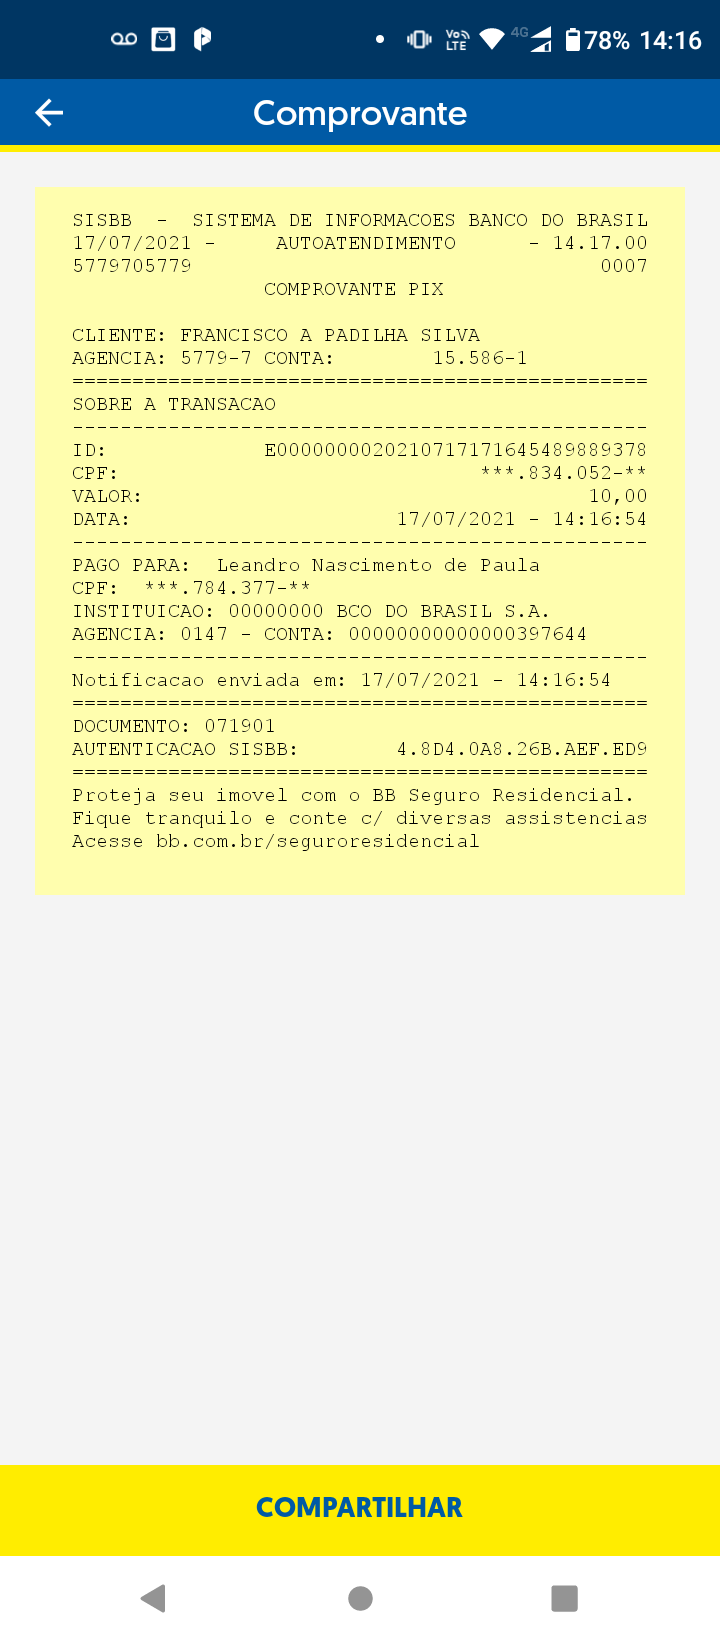 Vo LTE 4G 78% 14:16
Comprovante
SISBB - SISTEMA DE INFORMACOES BANCO DO BRASIL
17/07/2021 - AUTOATENDIMENTO - 14.17.00
5779705779 0007
COMPROVANTE PIX
CLIENTE: FRANCISCO A PADILHA SILVA
AGENCIA: 5779-7 CONTA: 15.586-1
================================================
SOBRE A TRANSACAO
------------------------------------------------
ID: E0000000020210717171645489889378
CPF: ***.834.052-**
VALOR: 10,00
DATA: 17/07/2021 - 14:16:54
------------------------------------------------
PAGO PARA: Leandro Nascimento de Paula
CPF: ***.784.377-**
INSTITUICAO: 00000000 BCO DO BRASIL S.A.
AGENCIA: 0147 - CONTA: 00000000000000397644
------------------------------------------------
Notificacao enviada em: 17/07/2021 - 14:16:54
================================================
DOCUMENTO: 071901
AUTENTICACAO SISBB: 4.8D4.0A8.26B.AEF.ED9
================================================
Proteja seu imovel com o BB Seguro Residencial.
Fique tranquilo e conte c/ diversas assistencias
Acesse bb.com.br/seguroresidencial
COMPARTILHAR